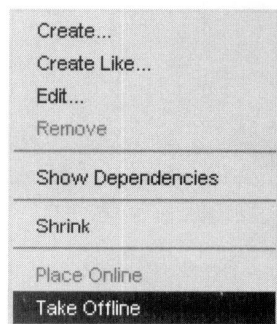 Create...
Create Like...
Edit...
Remove
Show Dependencies
Shrink
Place Online
Take Offline